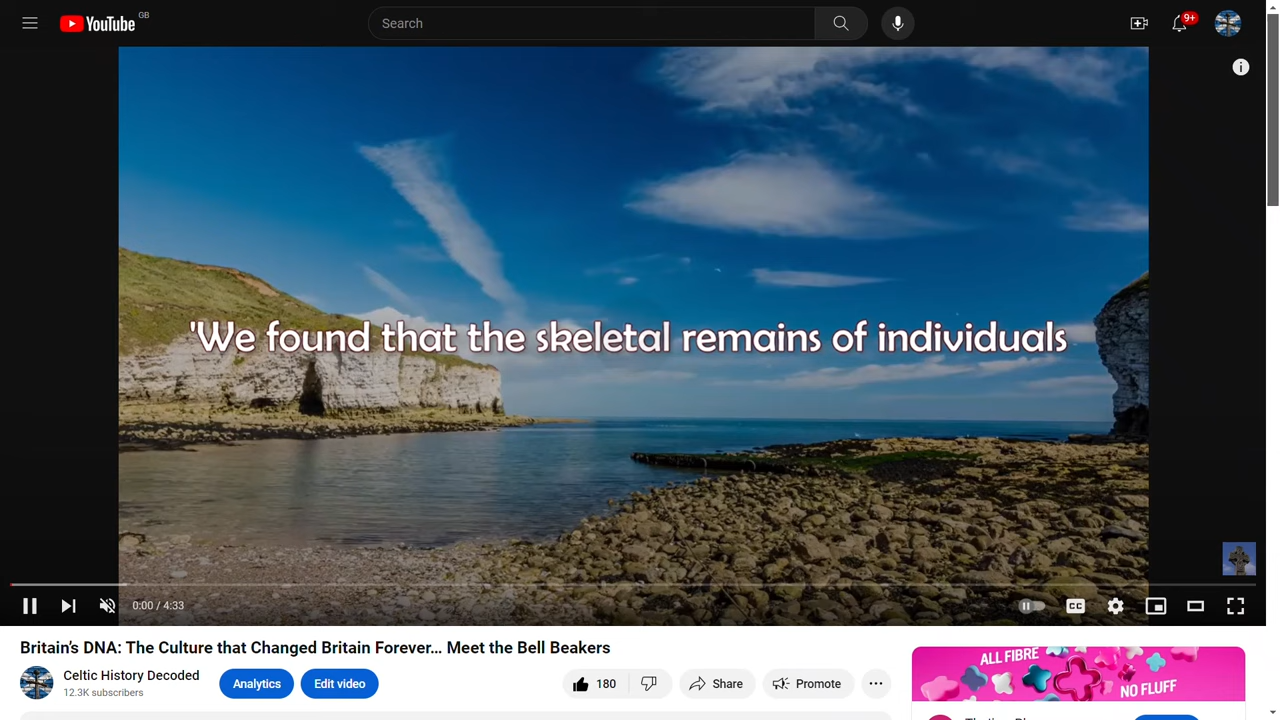 YouTube GB
Search
9+
'We found that the skeletal remains of individuals
0:00 / 4:33
CC
Britain's DNA: The Culture that Changed Britain Forever... Meet the Bell Beakers
Celtic History Decoded
12.3K subscribers
Analytics
Edit video
180
Share
Promote
ALL FIBRE
NO FLUFF